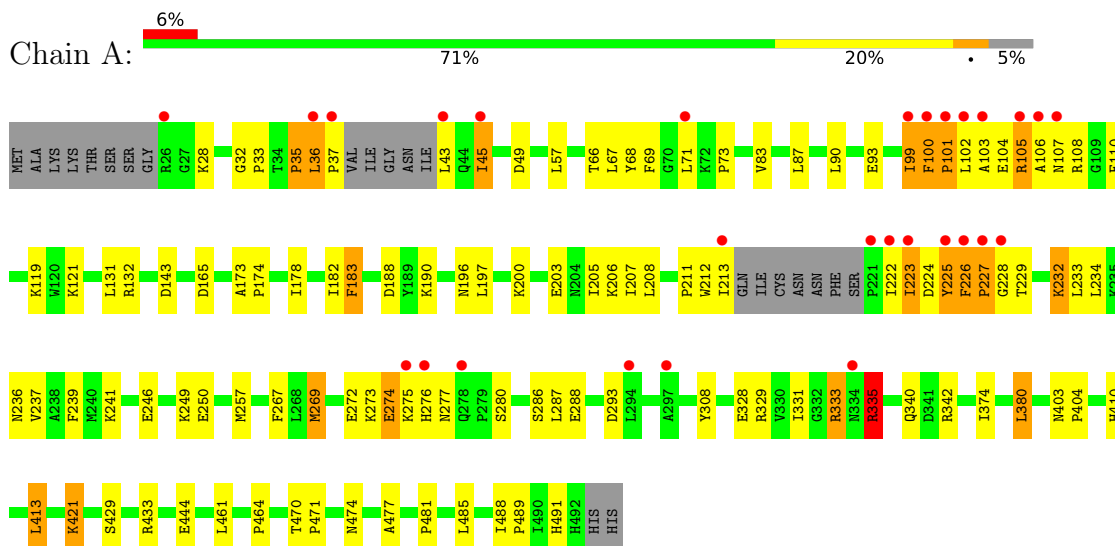 6%
Chain A:
71% 20% • 5%
MET ALA LYS LYS THR SER SER GLY R26 G27 K28 G32 P33 T34 P35 L36 P37 VAL ILE GLY ASN ILE L43 Q44 I45 D49 L57 T66 L67 Y68 F69 G70 L71 K72 P73 V83 L87 L90 E93 I99 F100 P101 L102 A103 E104 R105 A106 N107 R108 G109 E110
K119 W120 K121 L131 R132 D143 D165 A173 P174 I178 I182 F183 D188 Y189 K190 N196 L197 K200 E203 N204 I205 K206 I207 L208 P211 W212 I213 GLN ILE CYS ASN ASN PHE SER P221 I222 I223 D224 Y225 F226 P227 G228 T229 K232 L233 L234 K235
N236 V237 A238 F239 M240 K241 E246 K249 E250 M257 F267 L268 M269 E272 K273 E274 K275 H276 N277 Q278 P279 S280 S286 L287 E288 D293 L294 A297 Y308 E328 R329 V330 I331 G332 R333 N334 R335 Q340 D341 R342 I374 L380 N403 P404 H410
L413 K421 S429 R433 E444 L461 P464 T470 P471 N474 A477 P481 L485 I488 P489 I490 H491 H492 HIS HIS